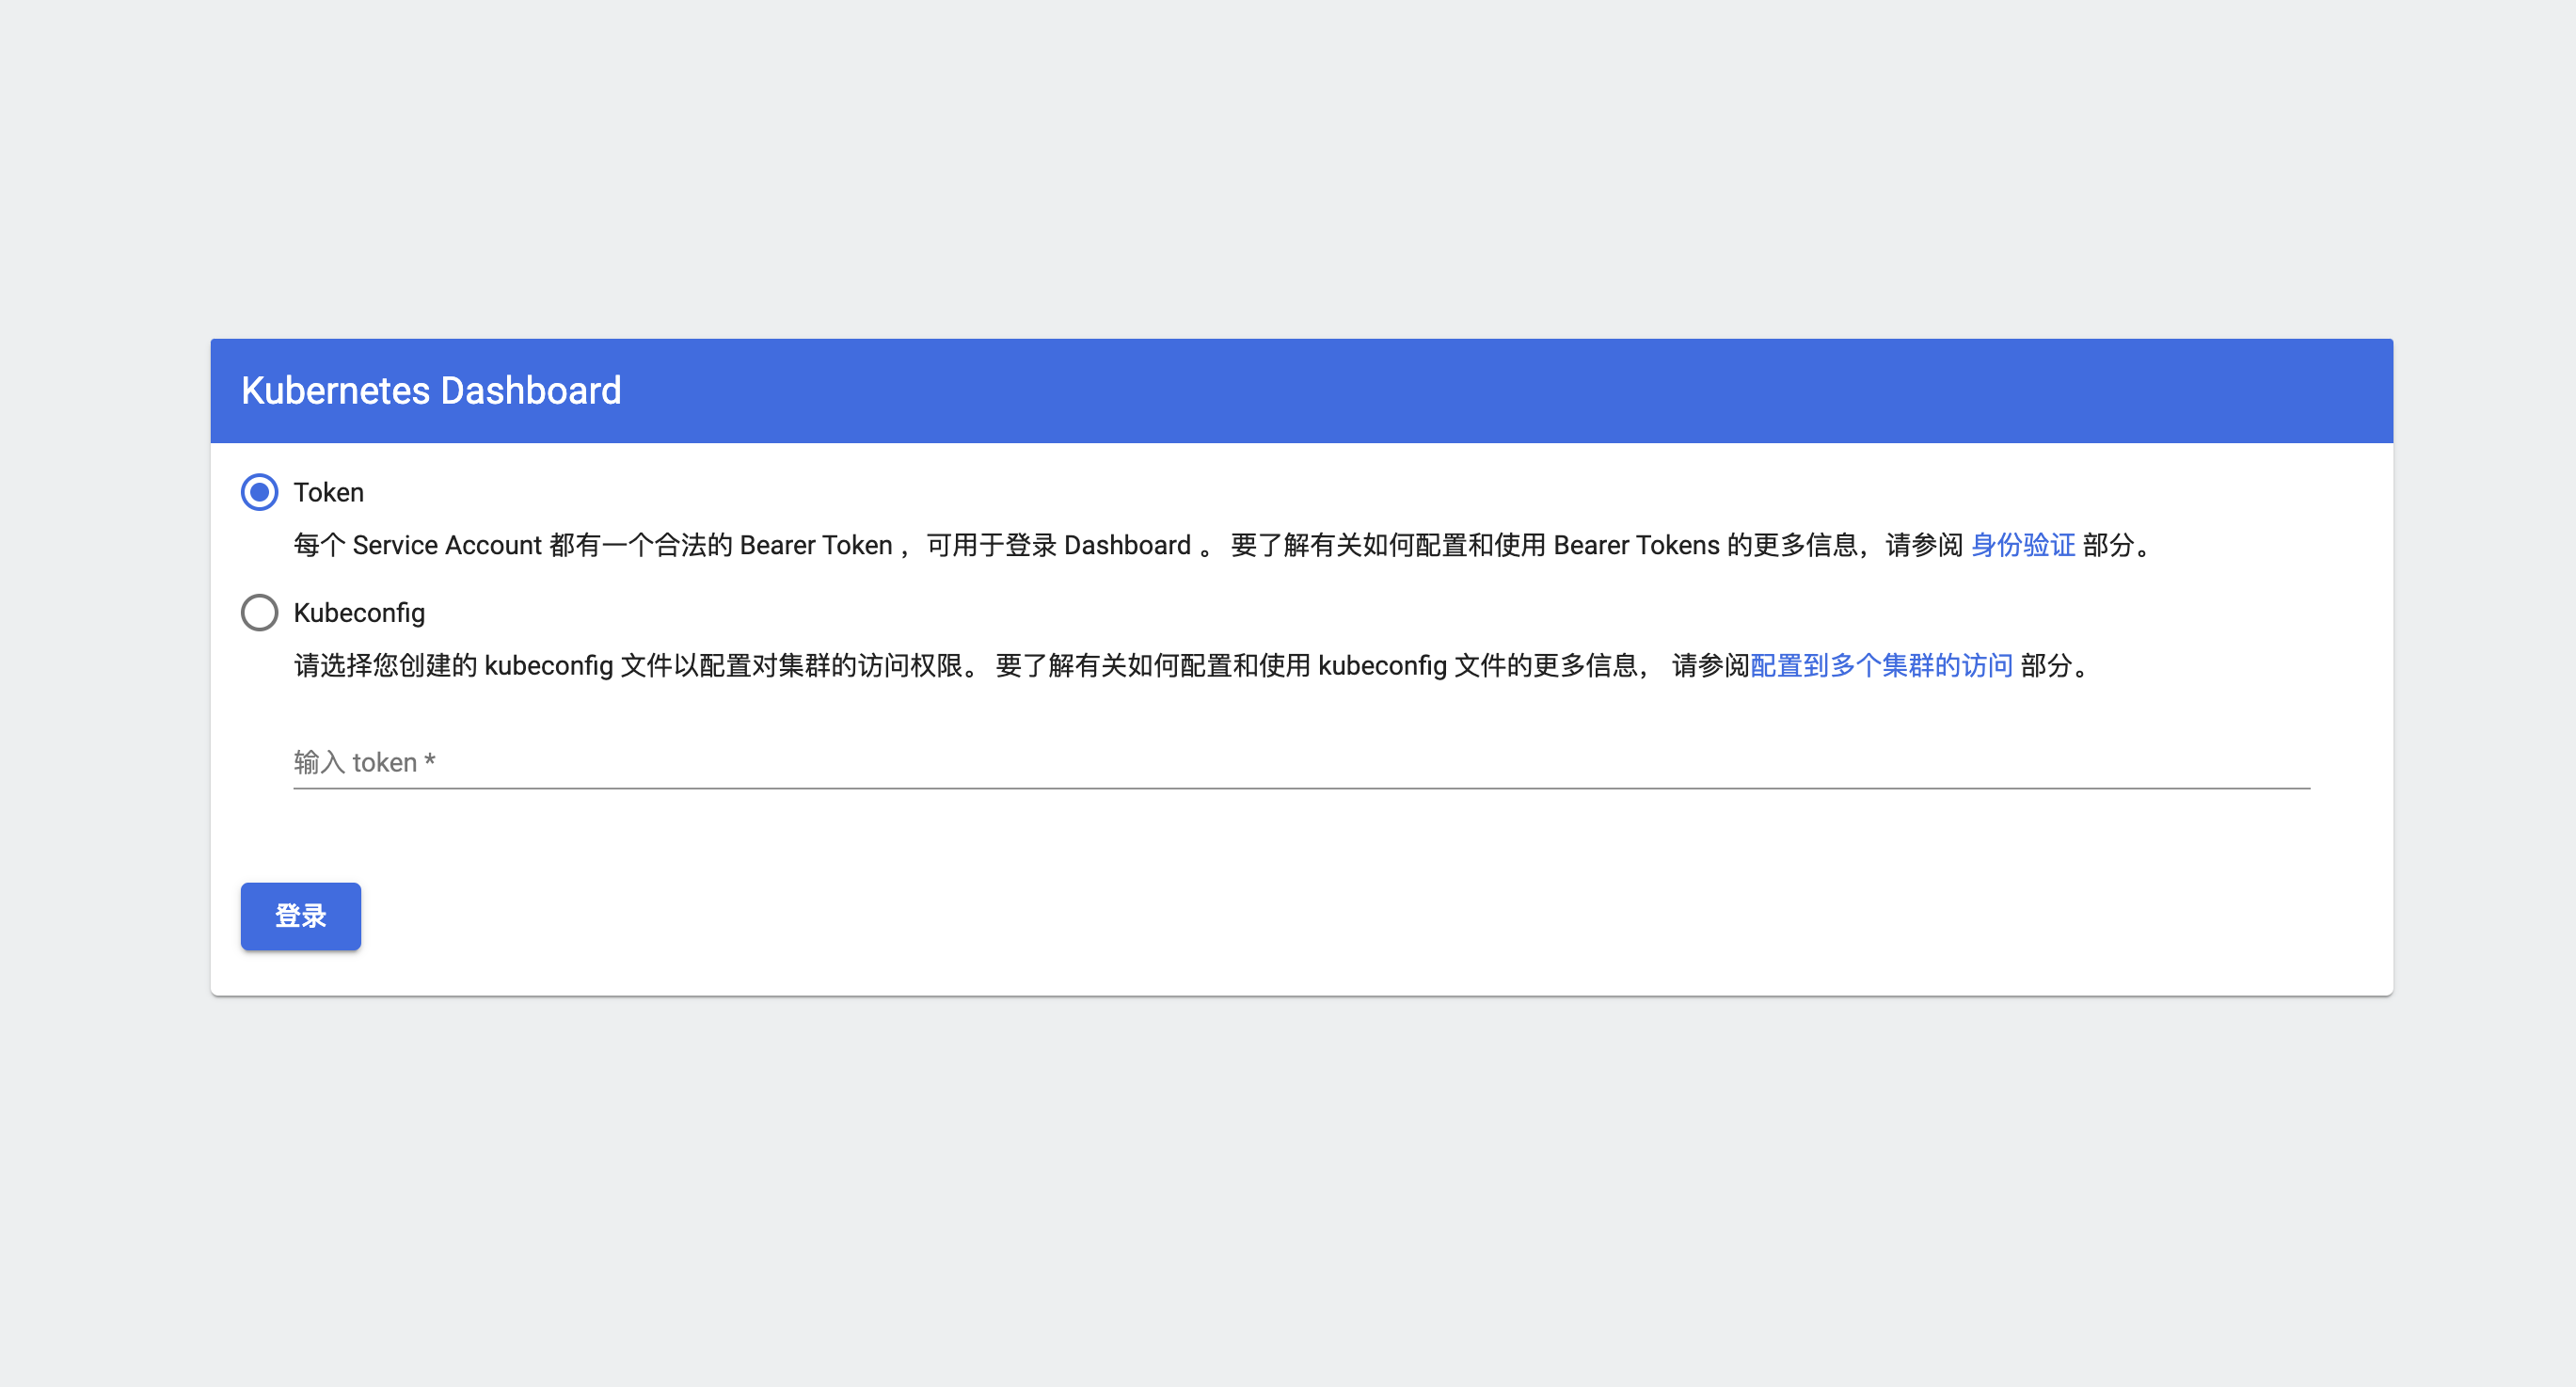 Kubernetes Dashboard
Token
每个 Service Account 都有一个合法的 Bearer Token ，可用于登录 Dashboard 。 要了解有关如何配置和使用 Bearer Tokens 的更多信息，请参阅 身份验证 部分。
Kubeconfig
请选择您创建的 kubeconfig 文件以配置对集群的访问权限。 要了解有关如何配置和使用 kubeconfig 文件的更多信息， 请参阅配置到多个集群的访问 部分。
输入 token *
登录